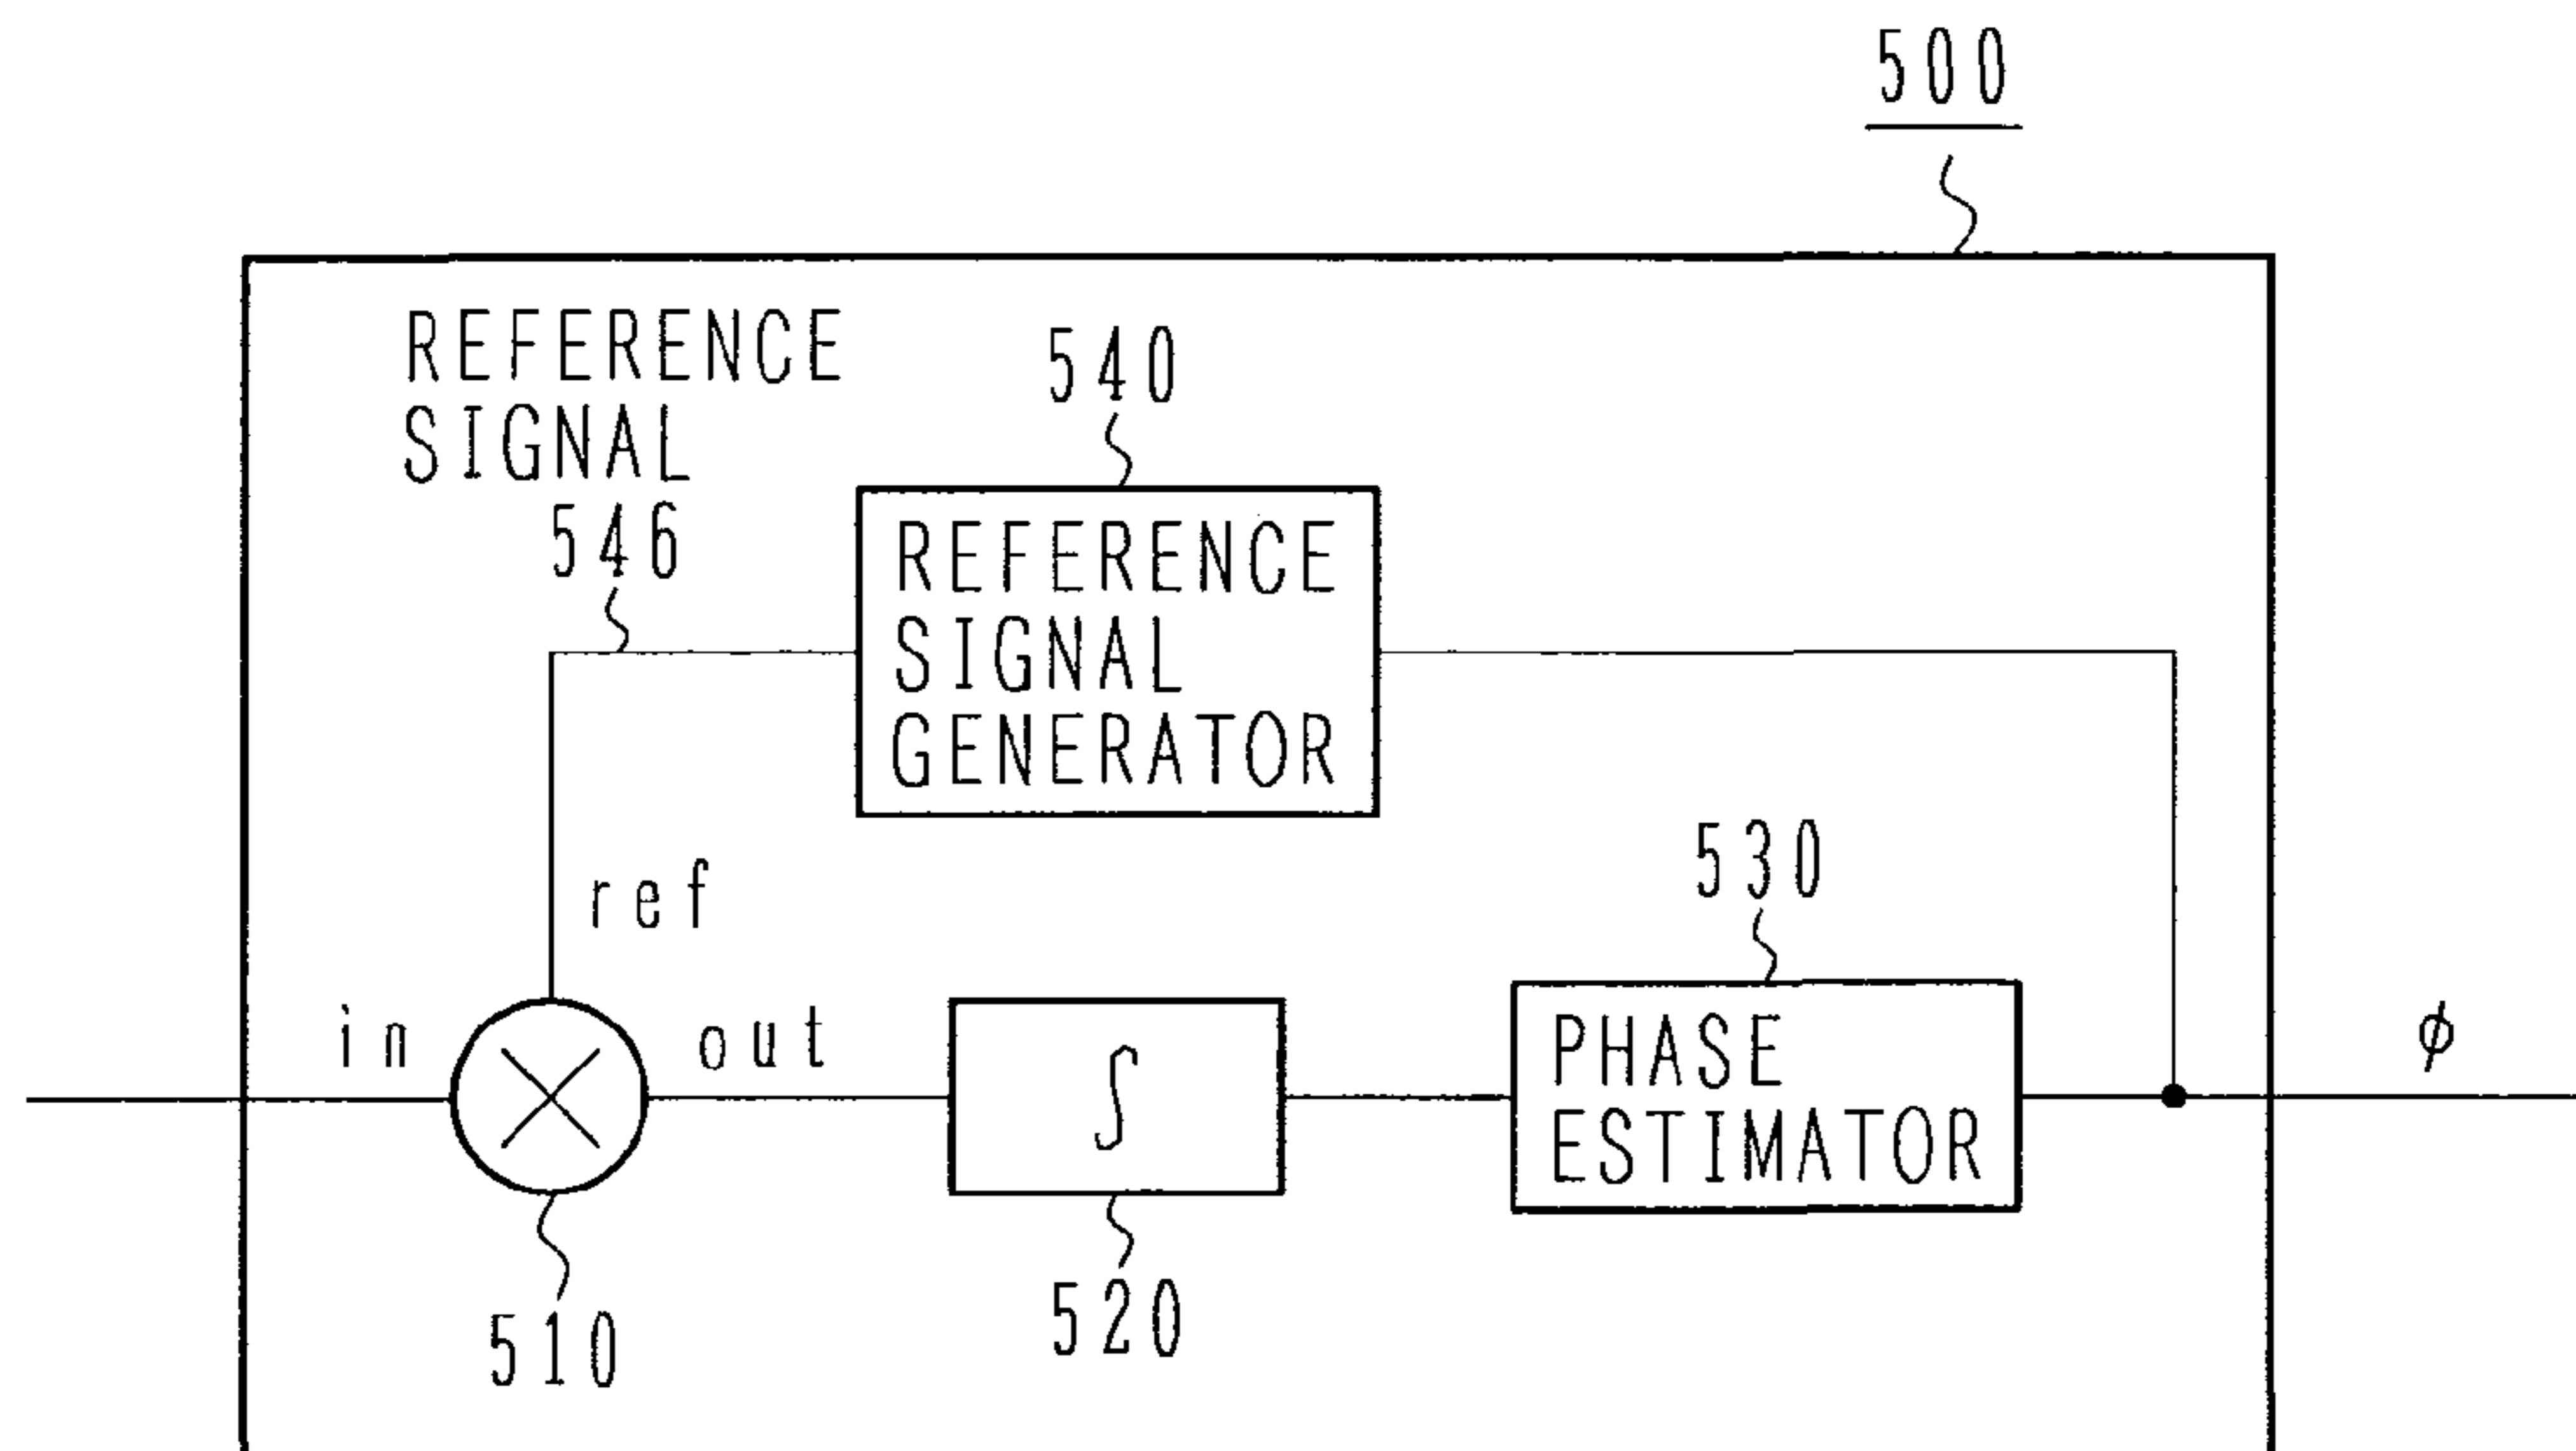 500
REFERENCE
SIGNAL
546
540
REFERENCE
SIGNAL
GENERATOR
ref
530
in
out
∫
PHASE
ESTIMATOR
ϕ
510
520